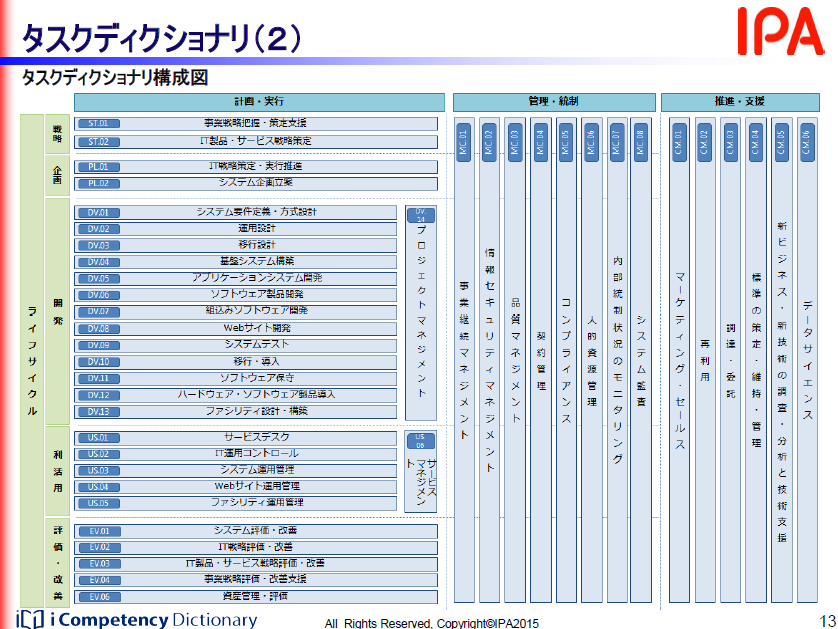 タスクディクショナリ(2)
IPA
タスクディクショナリ構成図
計画・実行
管理・統制
推進・支援
ライフサイクル
戦略
ST.01 事業戦略把握・策定支援
ST.02 IT製品・サービス戦略策定
企画
PL.01 IT戦略策定・実行推進
PL.02 システム企画立案
開発
DV.01 システム要件定義・方式設計
DV.02 運用設計
DV.03 移行設計
DV.04 基盤システム構築
DV.05 アプリケーションシステム開発
DV.06 ソフトウェア製品開発
DV.07 組込みソフトウェア開発
DV.08 Webサイト開発
DV.09 システムテスト
DV.10 移行・導入
DV.11 ソフトウェア保守
DV.12 ハードウェア・ソフトウェア製品導入
DV.13 ファシリティ設計・構築
DV.14 プロジェクトマネジメント
利活用
US.01 サービスデスク
US.02 IT運用コントロール
US.03 システム運用管理
US.04 Webサイト運用管理
US.05 ファシリティ運用管理
US.06 サービスマネジメント
評価・改善
EV.01 システム評価・改善
EV.02 IT戦略評価・改善
EV.03 IT製品・サービス戦略評価・改善
EV.04 事業戦略評価・改善支援
EV.05 資産管理・評価
MC.01 事業継続マネジメント
MC.02 情報セキュリティマネジメント
MC.03 品質マネジメント
MC.04 契約管理
MC.05 コンプライアンス
MC.06 人的資源管理
MC.07 内部統制状況のモニタリング
MC.08 システム監査
CM.01 マーケティング・セールス
CM.02 再利用
CM.03 調達・委託
CM.04 標準の策定・維持・管理
CM.05 新ビジネス・新技術の調査・分析と技術支援
CM.06 データサイエンス
iCD i Competency Dictionary
All Rights Reserved, Copyright©IPA2015
13